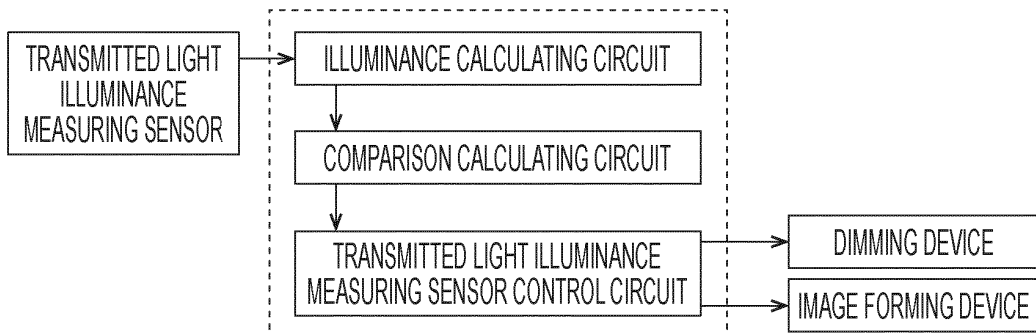 TRANSMITTED LIGHT
ILLUMINANCE
MEASURING SENSOR
ILLUMINANCE CALCULATING CIRCUIT
COMPARISON CALCULATING CIRCUIT
TRANSMITTED LIGHT ILLUMINANCE
MEASURING SENSOR CONTROL CIRCUIT
DIMMING DEVICE
IMAGE FORMING DEVICE